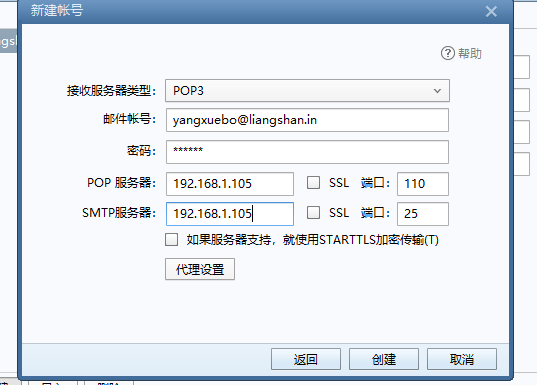 新建帐号
帮助
接收服务器类型: POP3
邮件帐号: yangxuebo@liangshan.in
密码: ******
POP 服务器: 192.168.1.105 SSL 端口: 110
SMTP服务器: 192.168.1.105 SSL 端口: 25
如果服务器支持，就使用STARTTLS加密传输(T)
代理设置
返回 创建 取消